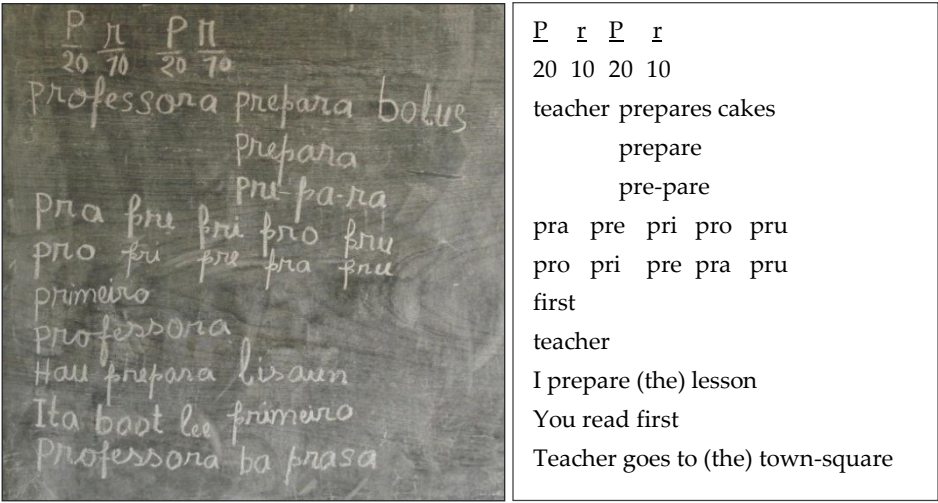 P r P r
20 10 20 10
Professora prepara bolus
prepara
pre-pa-ra
pra pre pri pro pru
pro pri pre pra pru
primeiro
professora
Hau prepara lisaun
Ita boot lee primeiro
Professora ba prasa
P r P r
20 10 20 10
teacher prepares cakes
prepare
pre-pare
pra pre pri pro pru
pro pri pre pra pru
first
teacher
I prepare (the) lesson
You read first
Teacher goes to (the) town-square